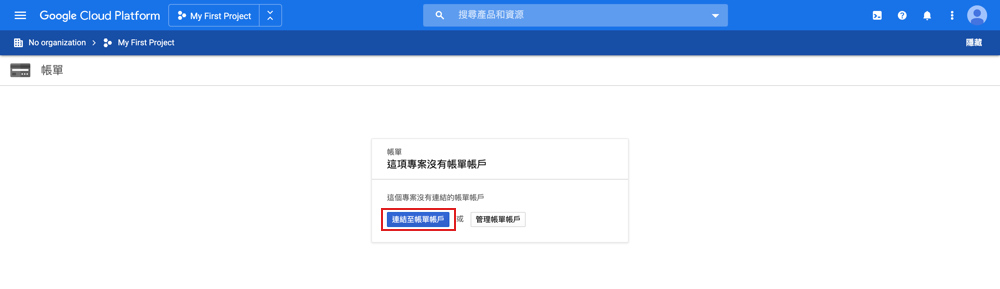 Google Cloud Platform
My First Project
搜尋產品和資源
No organization
My First Project
隱藏
帳單
帳單
這項專案沒有帳單帳戶
這個專案沒有連結的帳單帳戶
連結至帳單帳戶 或 管理帳單帳戶